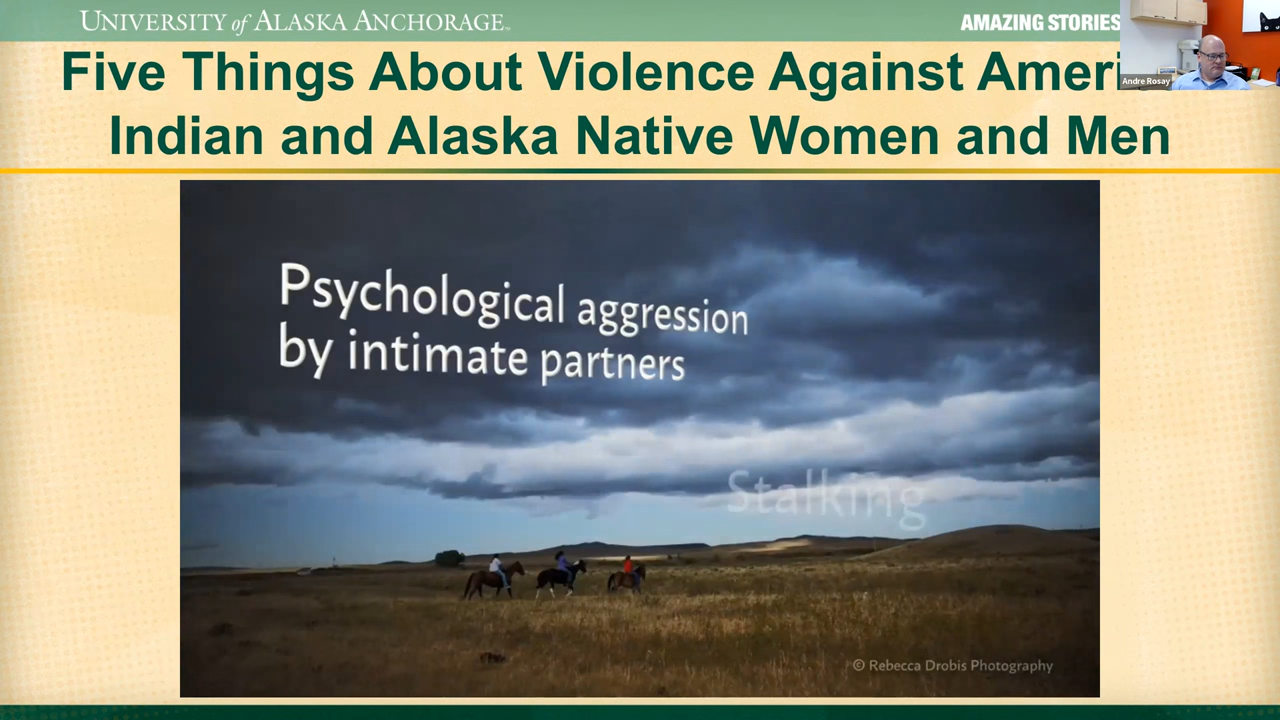 UNIVERSITY of ALASKA ANCHORAGE™
AMAZING STORIES
Andre Rosay
Five Things About Violence Against Ameri
Indian and Alaska Native Women and Men
Psychological aggression
by intimate partners
Stalking
© Rebecca Drobis Photography